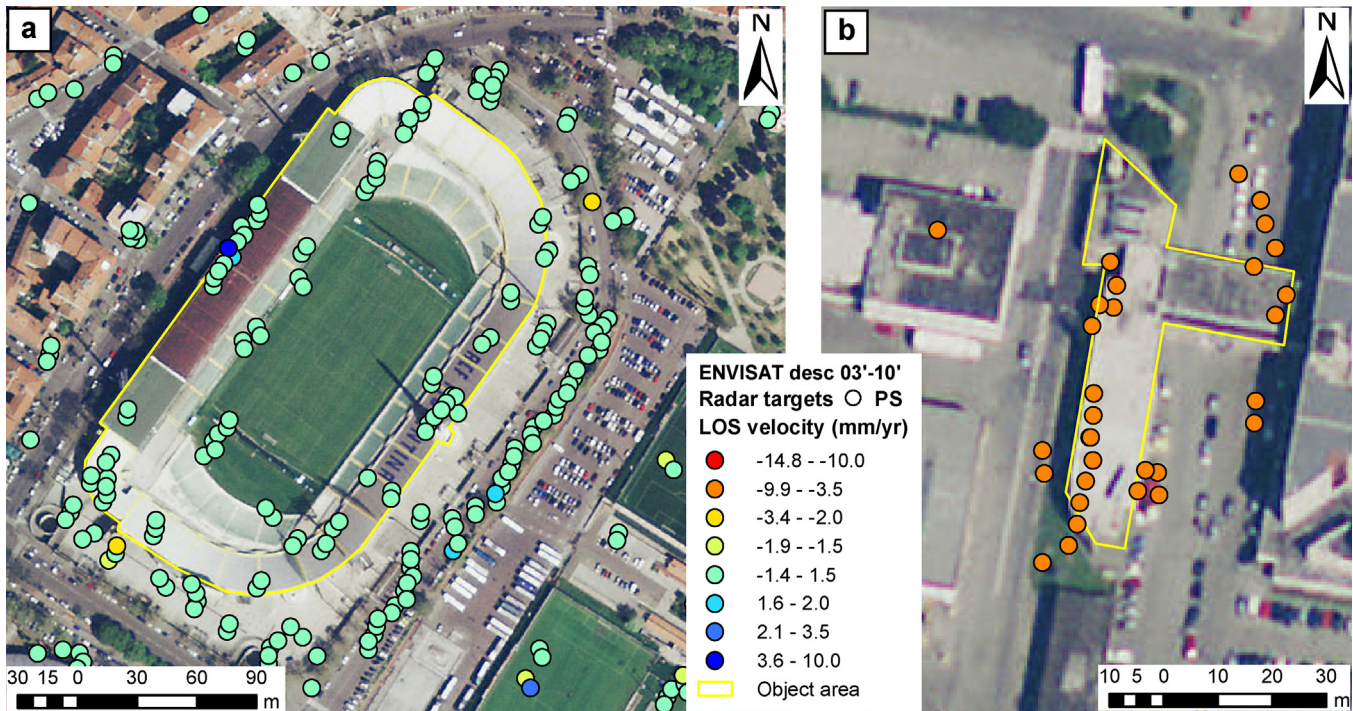 a
N
b
N
ENVISAT desc 03'-10'
Radar targets PS
LOS velocity (mm/yr)
-14.8 - -10.0
-9.9 - -3.5
-3.4 - -2.0
-1.9 - -1.5
-1.4 - 1.5
1.6 - 2.0
2.1 - 3.5
3.6 - 10.0
Object area
30 15 0 30 60 90
m
10 5 0 10 20 30
m